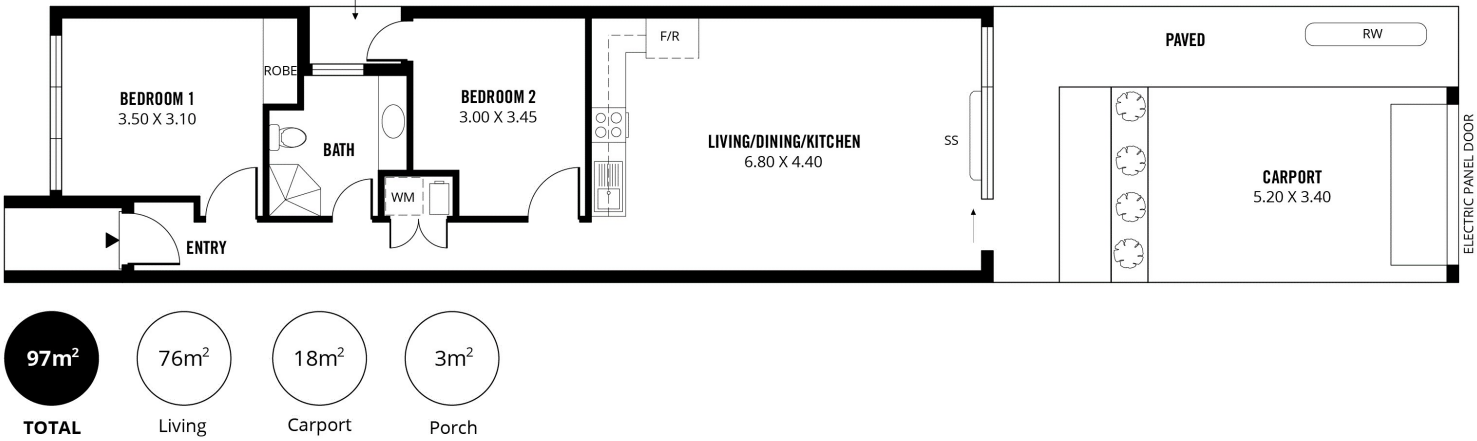 F/R
RW
PAVED
ROBE
BEDROOM 1
3.50 X 3.10
BEDROOM 2
3.00 X 3.45
BATH
LIVING/DINING/KITCHEN
6.80 X 4.40
SS
CARPORT
5.20 X 3.40
ELECTRIC PANEL DOOR
WM
ENTRY
97m²
76m²
18m²
3m²
TOTAL
Living
Carport
Porch